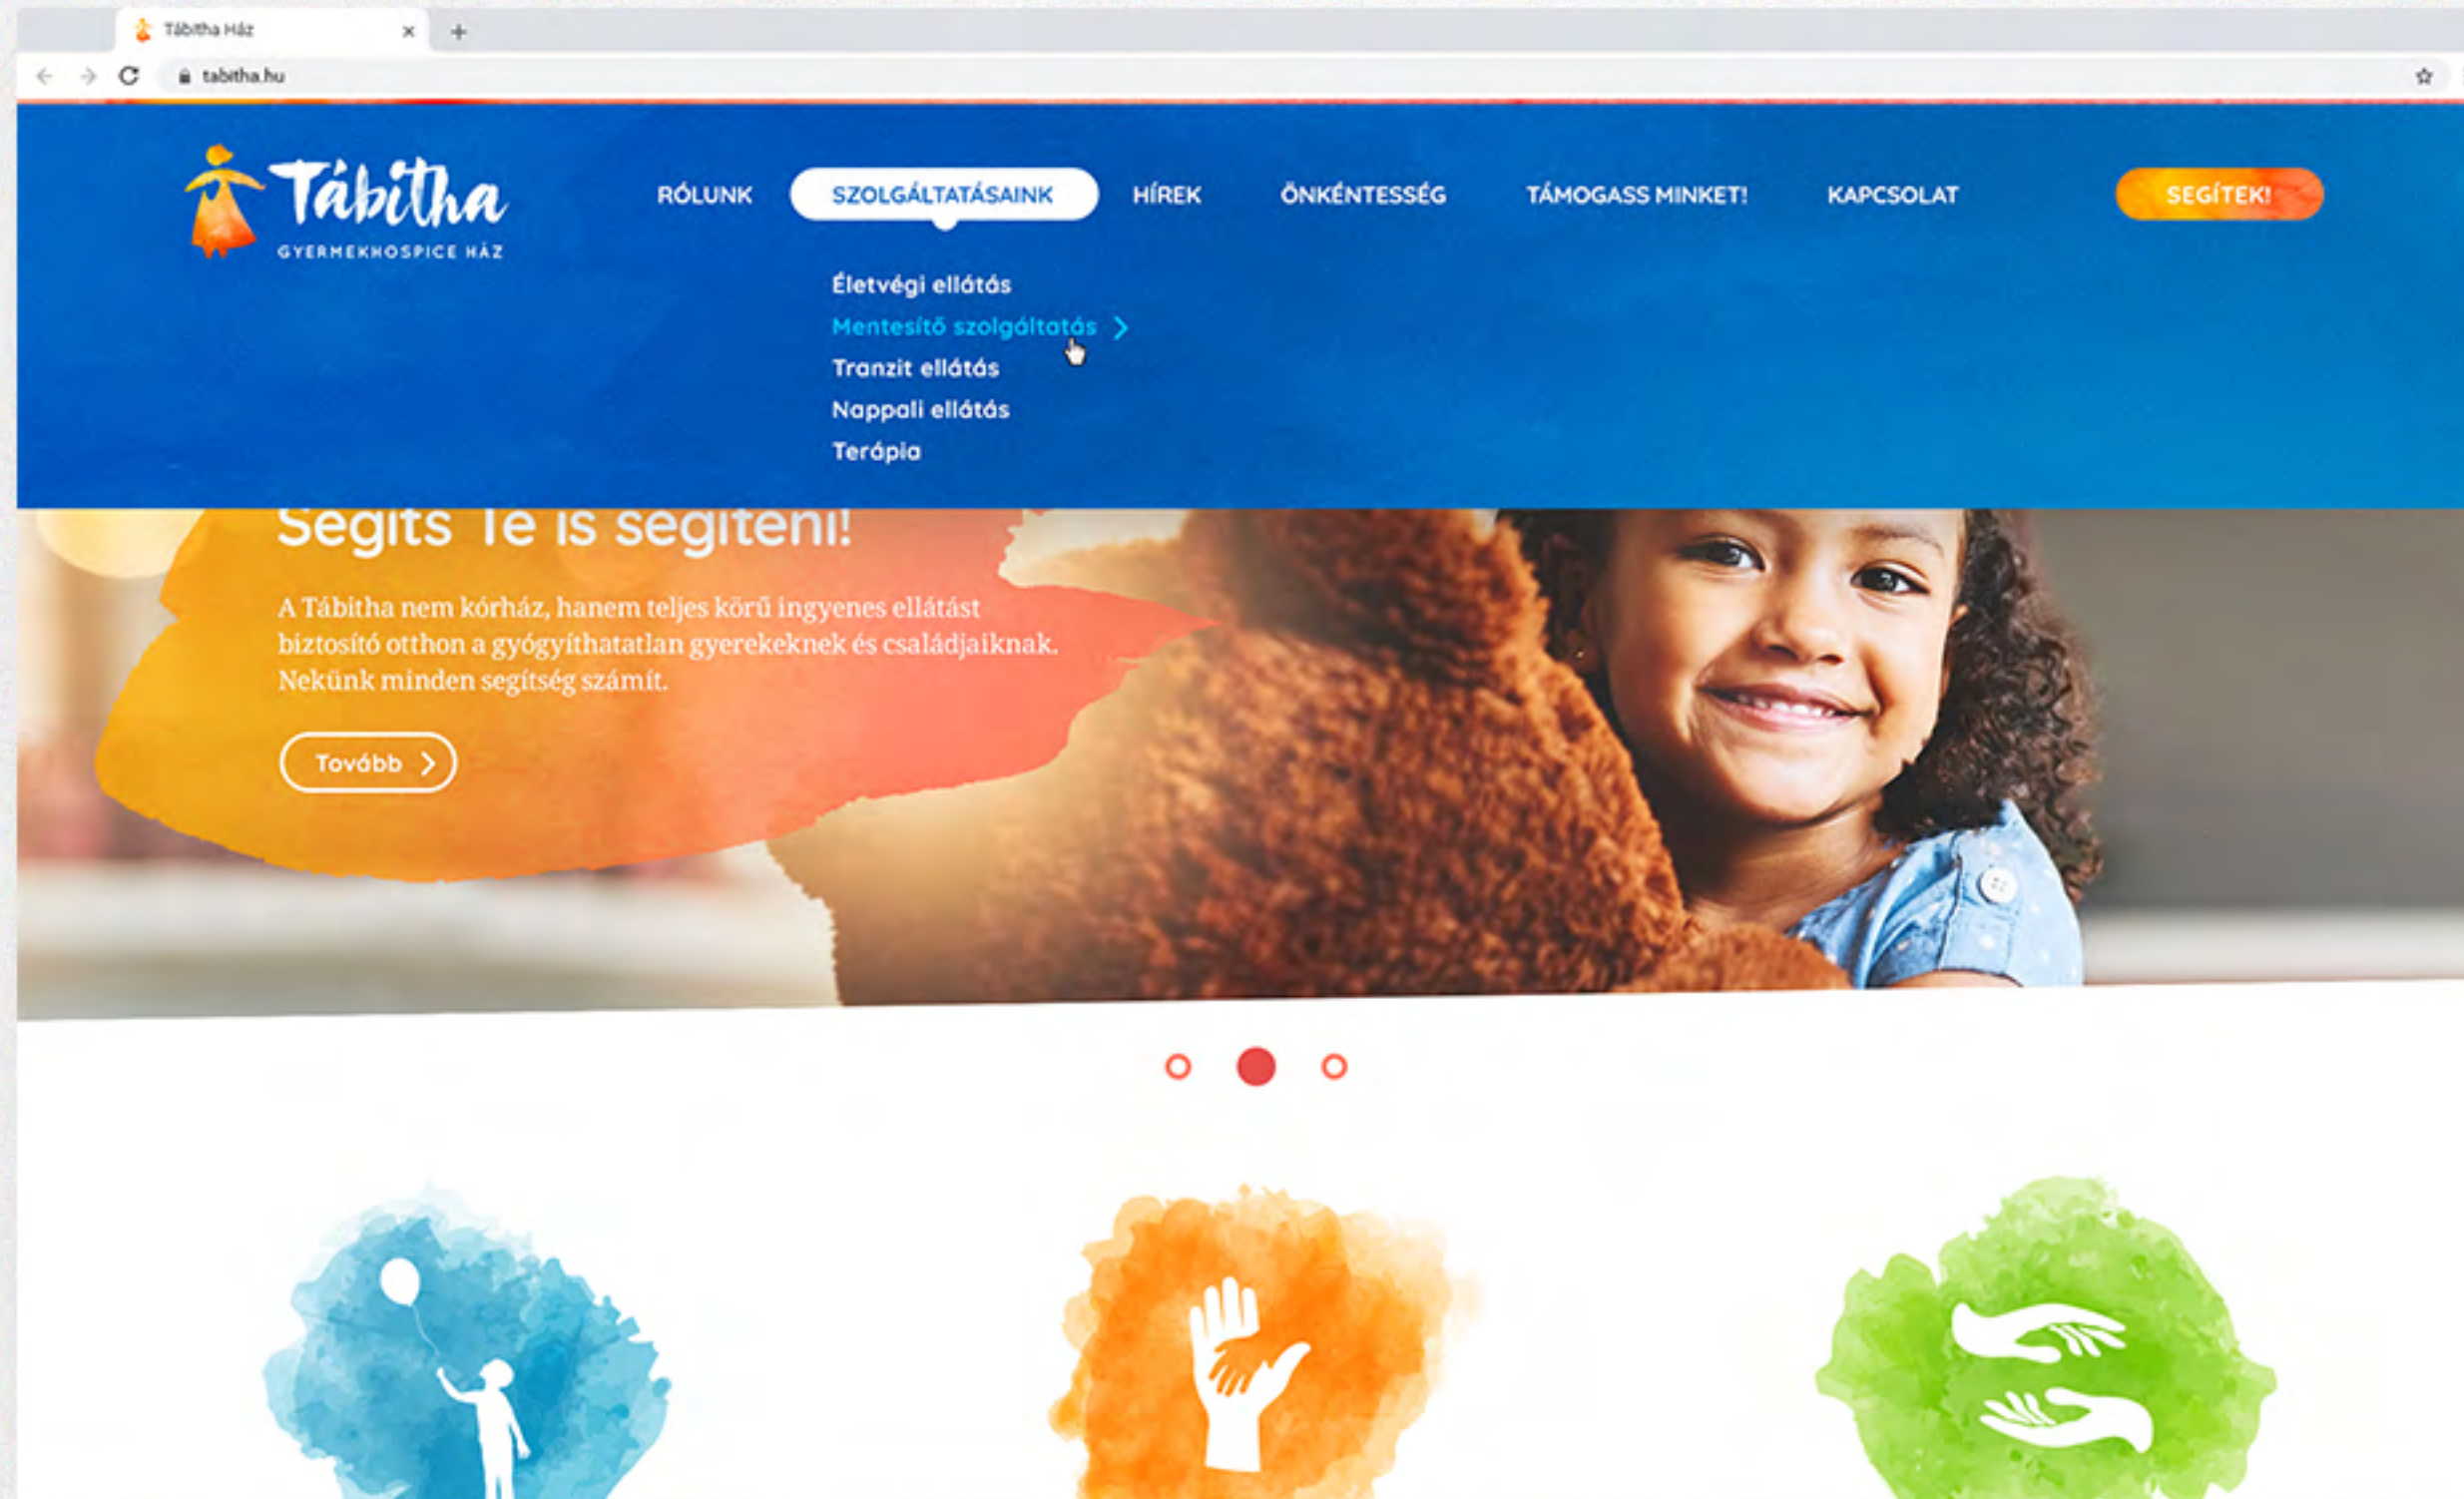 Tábitha Ház
tabitha.hu
Tábitha
GYERMEKHOSPICE HÁZ
RÓLUNK
SZOLGÁLTATÁSAINK
HÍREK
ÖNKÉNTESSÉG
TÁMOGASS MINKET!
KAPCSOLAT
SEGÍTEK!
Életvégi ellátás
Mentesítő szolgáltatás
Tranzit ellátás
Nappali ellátás
Terápia
Segíts Te is segíteni!
A Tábitha nem kórház, hanem teljes körű ingyenes ellátást
biztosító otthon a gyógyíthatatlan gyerekeknek és családjaiknak.
Nekünk minden segítség számít.
Tovább